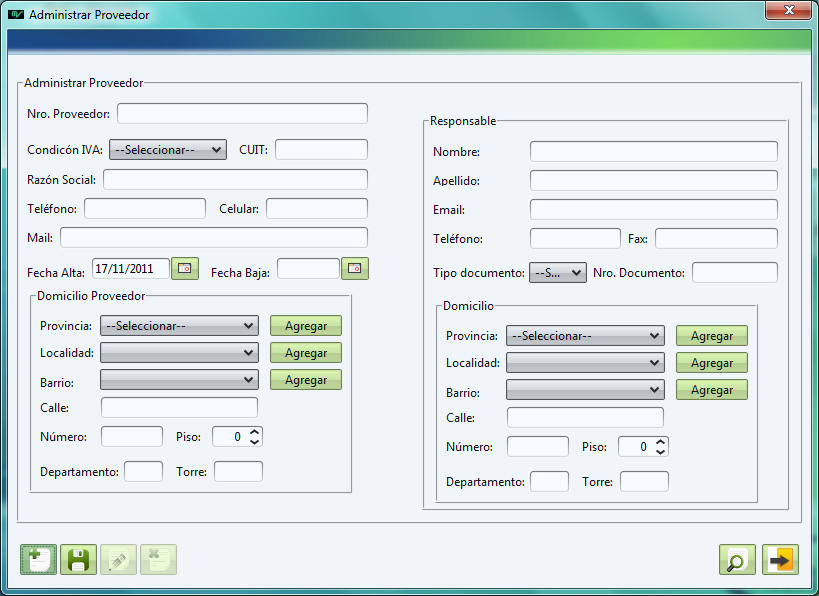 Administrar Proveedor
Administrar Proveedor
Nro. Proveedor:
Condicón IVA: --Seleccionar-- CUIT:
Razón Social:
Teléfono: Celular:
Mail:
Fecha Alta: 17/11/2011 Fecha Baja:
Domicilio Proveedor
Provincia: --Seleccionar-- Agregar
Localidad: Agregar
Barrio: Agregar
Calle:
Número: Piso: 0
Departamento: Torre:
Responsable
Nombre:
Apellido:
Email:
Teléfono: Fax:
Tipo documento: --S... Nro. Documento:
Domicilio
Provincia: --Seleccionar-- Agregar
Localidad: Agregar
Barrio: Agregar
Calle:
Número: Piso: 0
Departamento: Torre: